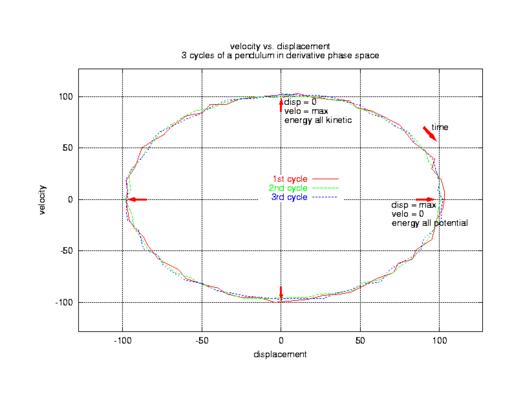 velocity vs. displacement
3 cycles of a pendulum in derivative phase space
100
disp = 0
velo = max
energy all kinetic
time
50
1st cycle
2nd cycle
3rd cycle
velocity
0
disp = max
velo = 0
energy all potential
-50
-100
-100 -50 0 50 100
displacement